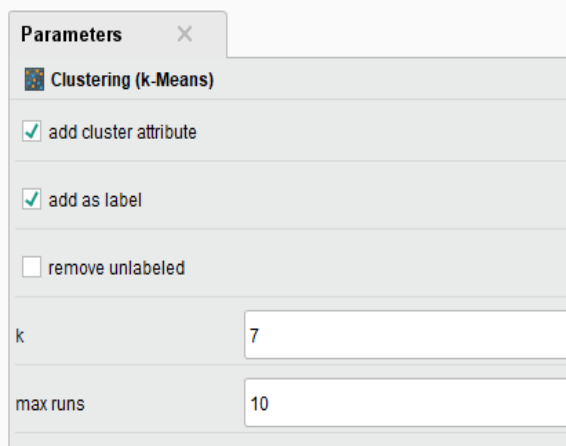 Parameters
Clustering (k-Means)
add cluster attribute
add as label
remove unlabeled
k 7
max runs 10